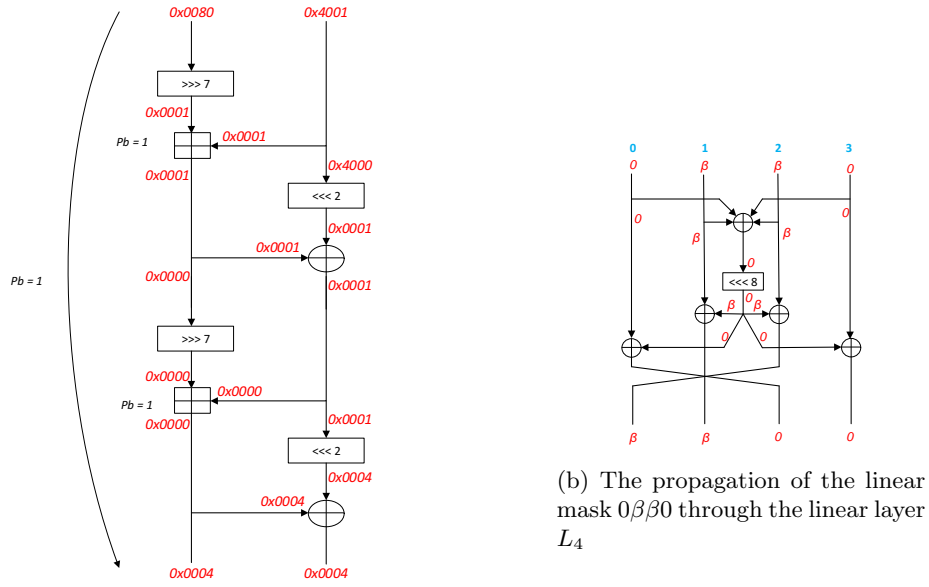 0x0080 0x4001
>>> 7
0x0001
Pb = 1 0x0001
0x0001 0x4000
<<< 2
0x0001
0x0001
0x0000 0x0001
Pb = 1
>>> 7
0x0000
Pb = 1 0x0000
0x0000 0x0001
<<< 2
0x0004
0x0004
0x0004 0x0004
0 1 2 3
0 β β 0
0 0
β β
0
<<< 8
0
β β
0 0
β β 0 0
(b) The propagation of the linear
mask 0ββ0 through the linear layer
L4